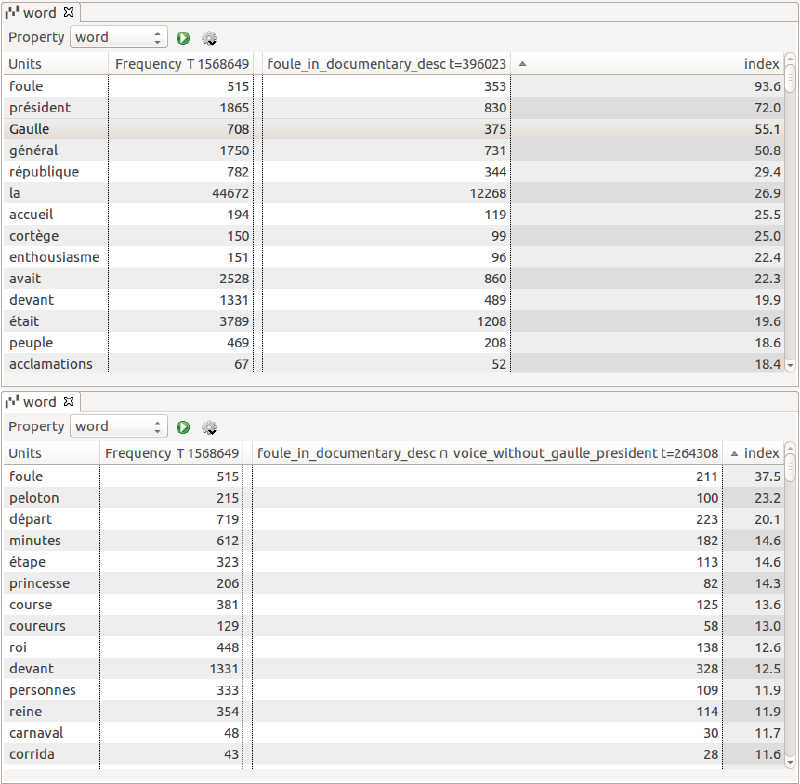 word
Property word
Units Frequency T 1568649 foule_in_documentary_desc t=396023 index
foule 515 353 93.6
président 1865 830 72.0
Gaulle 708 375 55.1
général 1750 731 50.8
république 782 344 29.4
la 44672 12268 26.9
accueil 194 119 25.5
cortège 150 99 25.0
enthousiasme 151 96 22.4
avait 2528 860 22.3
devant 1331 489 19.9
était 3789 1208 19.6
peuple 469 208 18.6
acclamations 67 52 18.4
word
Property word
Units Frequency T 1568649 foule_in_documentary_desc ∩ voice_without_gaulle_president t=264308 index
foule 515 211 37.5
peloton 215 100 23.2
départ 719 223 20.1
minutes 612 182 14.6
étape 323 113 14.6
princesse 206 82 14.3
course 381 125 13.6
coureurs 129 58 13.0
roi 448 138 12.6
devant 1331 328 12.5
personnes 333 109 11.9
reine 354 114 11.9
carnaval 48 30 11.7
corrida 43 28 11.6